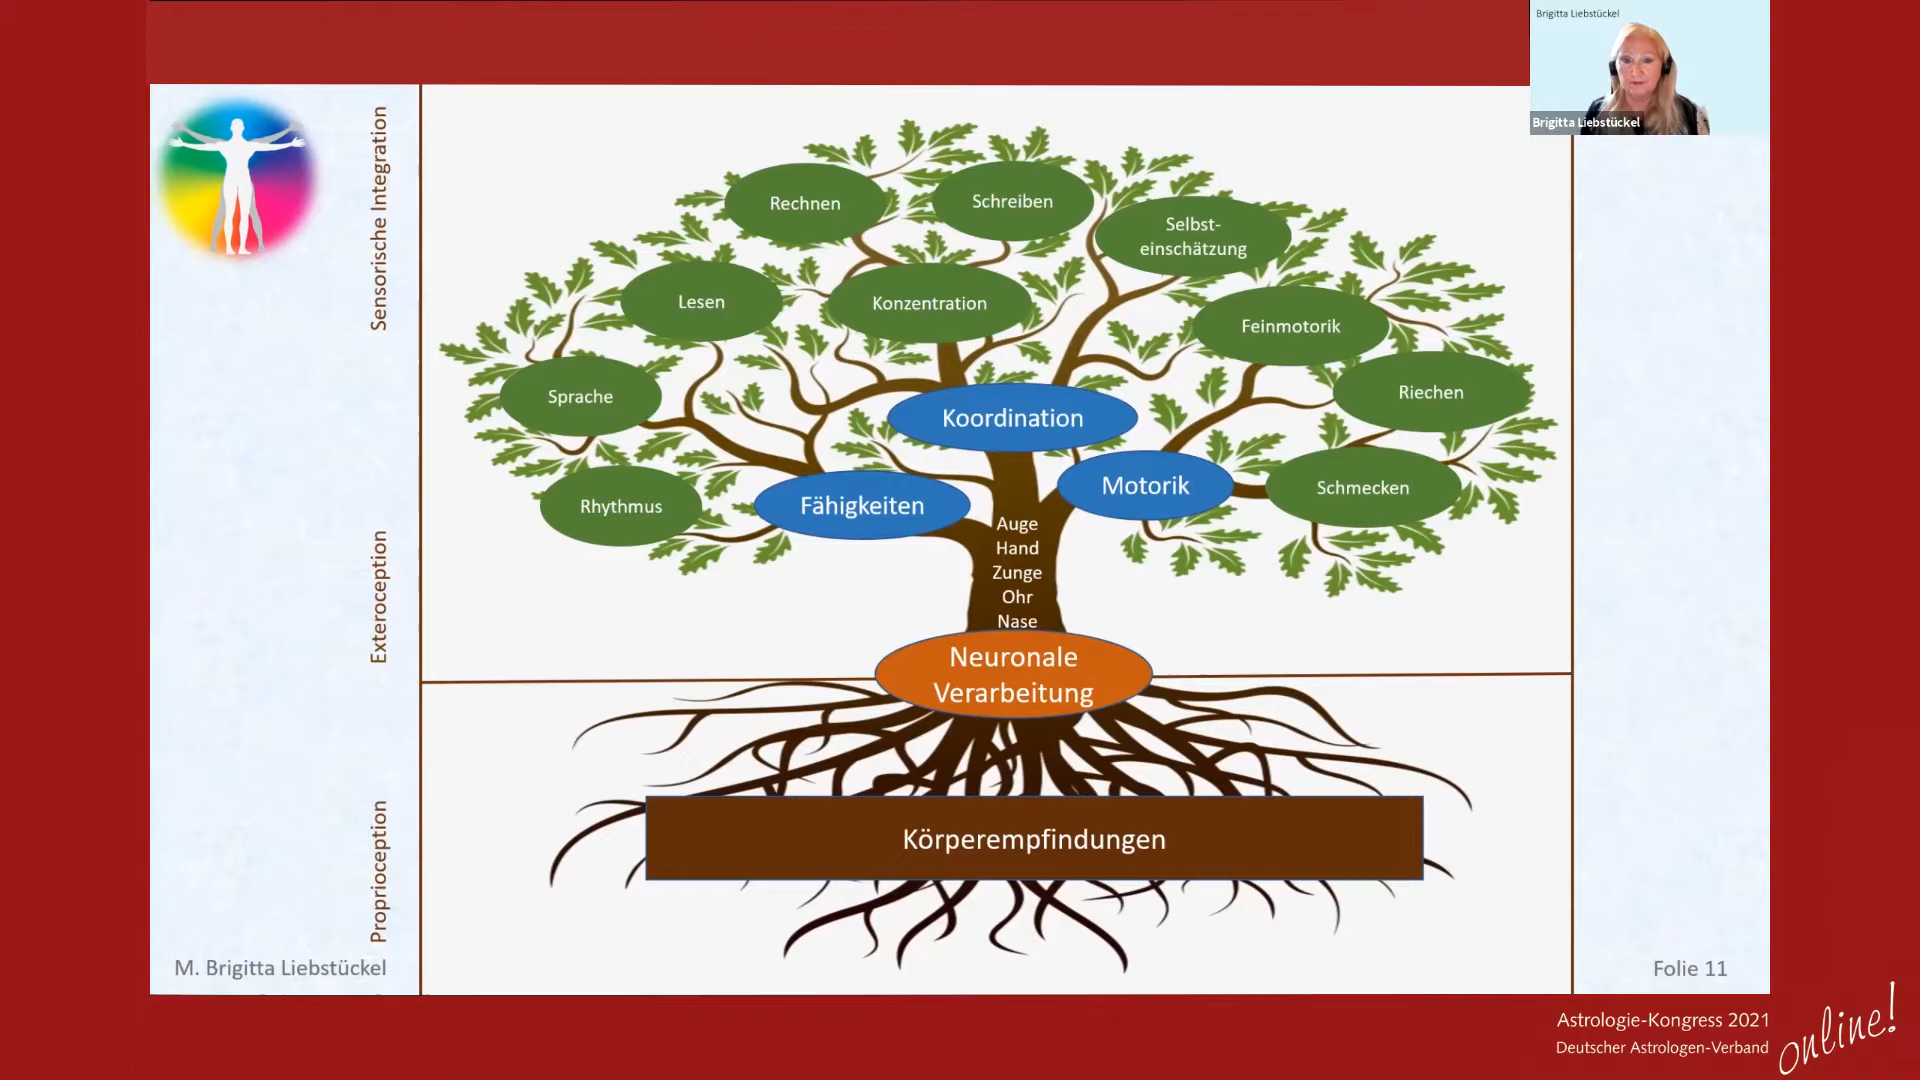 Brigitta Liebstückel
Brigitta Liebstückel
Sensorische Integration
Exteroception
Proprioception
Rechnen
Schreiben
Selbst-
einschätzung
Lesen
Konzentration
Feinmotorik
Sprache
Koordination
Riechen
Rhythmus
Fähigkeiten
Motorik
Schmecken
Auge
Hand
Zunge
Ohr
Nase
Neuronale
Verarbeitung
Körperempfindungen
M. Brigitta Liebstückel
Folie 11
Astrologie-Kongress 2021
Deutscher Astrologen-Verband
online!